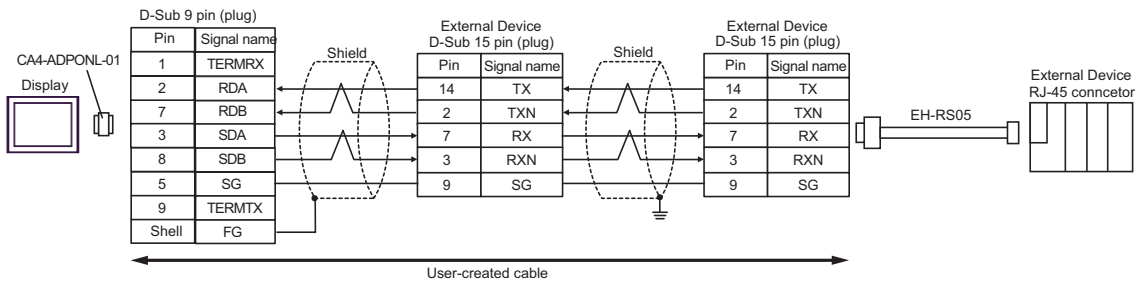 D-Sub 9 pin (plug)
Pin Signal name
1 TERMRX
2 RDA
7 RDB
3 SDA
8 SDB
5 SG
9 TERMTX
Shell FG
CA4-ADPONL-01
Display
Shield
External Device
D-Sub 15 pin (plug)
Pin Signal name
14 TX
2 TXN
7 RX
3 RXN
9 SG
Shield
External Device
D-Sub 15 pin (plug)
Pin Signal name
14 TX
2 TXN
7 RX
3 RXN
9 SG
EH-RS05
External Device
RJ-45 conncetor
User-created cable